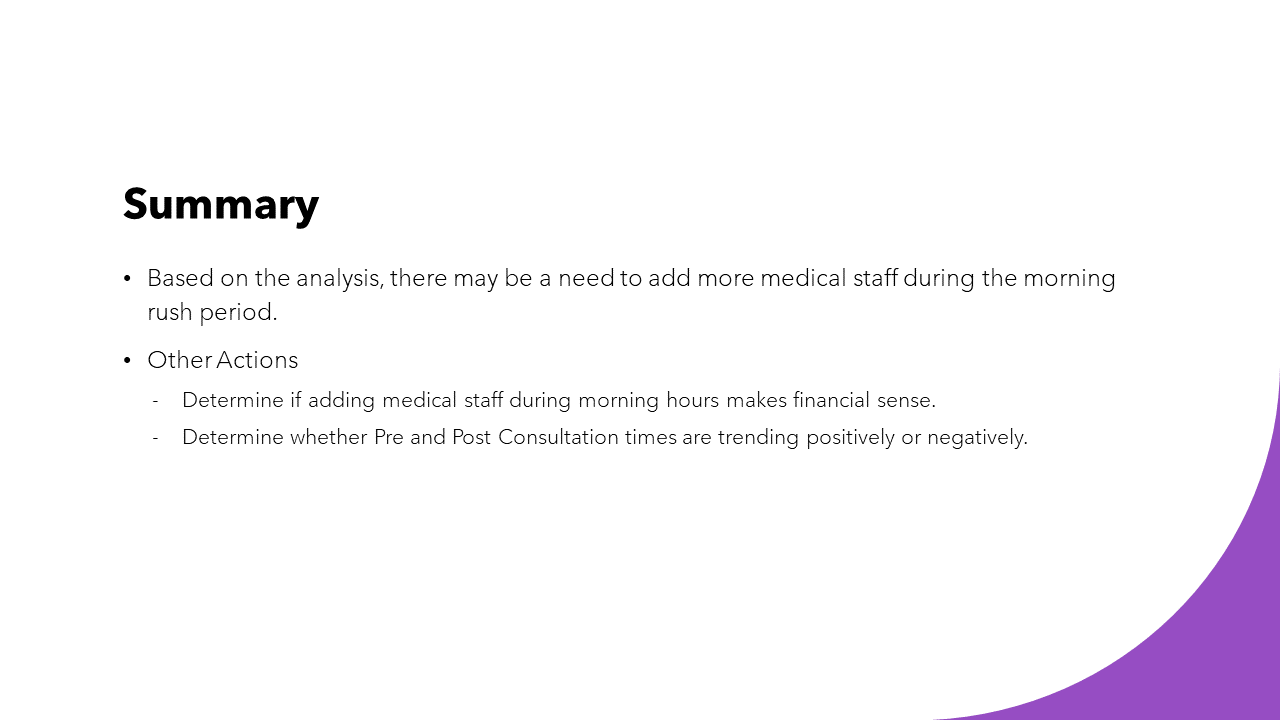 Summary
• Based on the analysis, there may be a need to add more medical staff during the morning
rush period.
• Other Actions
- Determine if adding medical staff during morning hours makes financial sense.
- Determine whether Pre and Post Consultation times are trending positively or negatively.